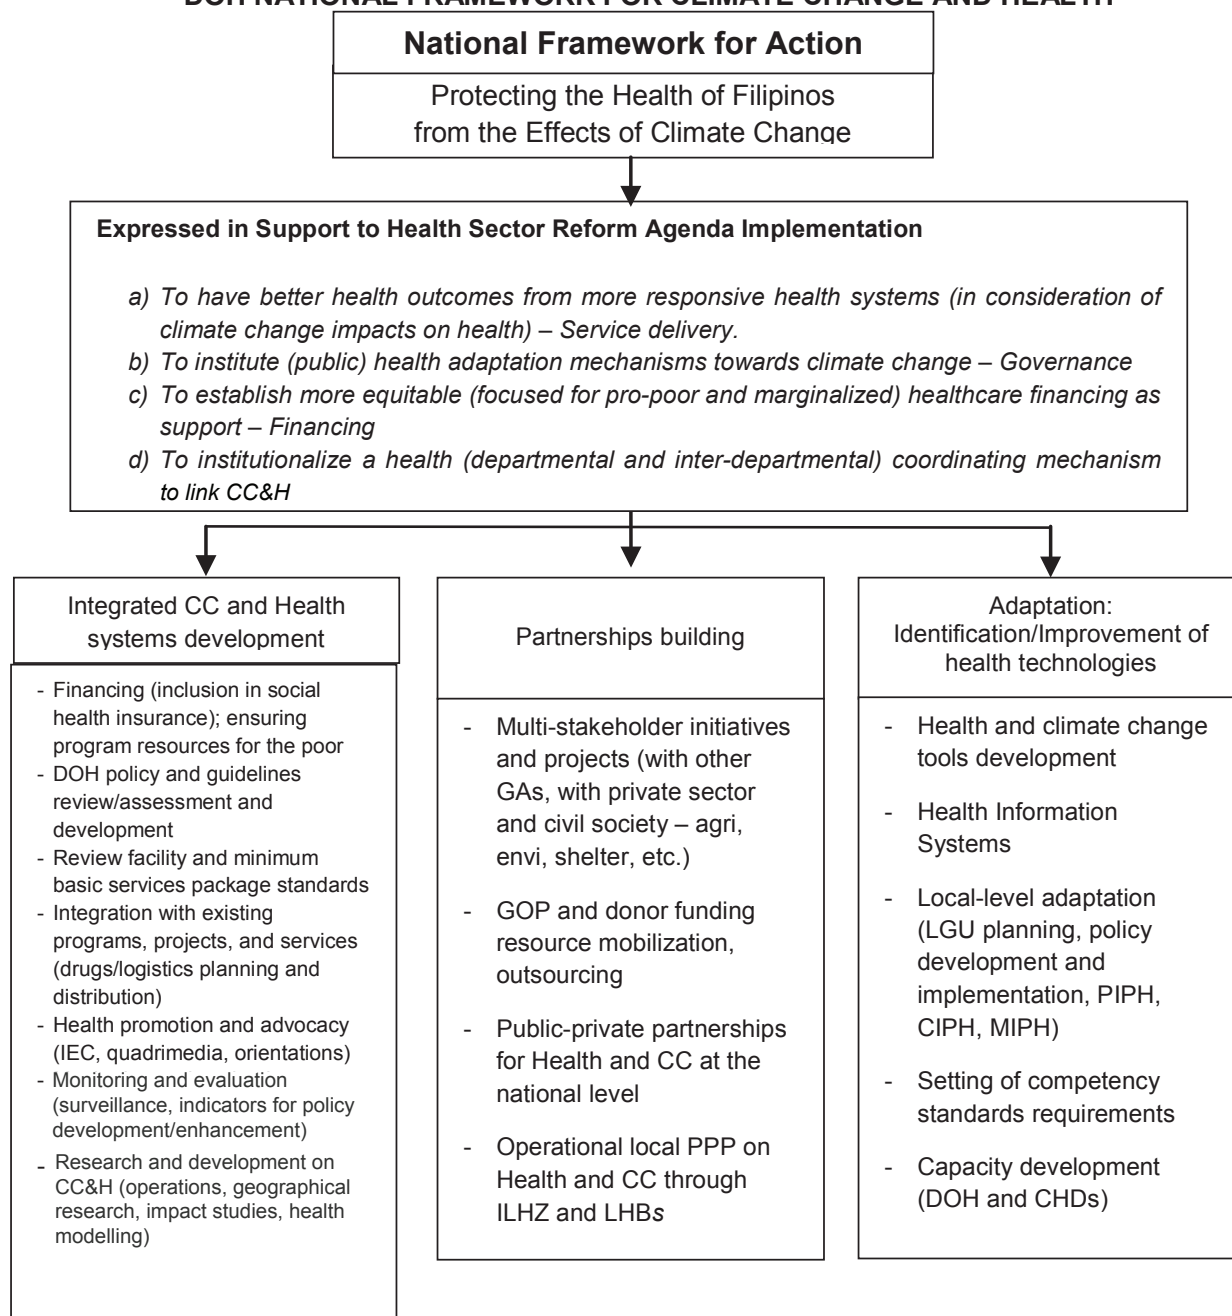 DOH NATIONAL FRAMEWORK FOR CLIMATE CHANGE AND HEALTH
National Framework for Action
Protecting the Health of Filipinos
from the Effects of Climate Change
Expressed in Support to Health Sector Reform Agenda Implementation
a) To have better health outcomes from more responsive health systems (in consideration of
climate change impacts on health) – Service delivery.
b) To institute (public) health adaptation mechanisms towards climate change – Governance
c) To establish more equitable (focused for pro-poor and marginalized) healthcare financing as
support – Financing
d) To institutionalize a health (departmental and inter-departmental) coordinating mechanism
to link CC&H
Integrated CC and Health
systems development
- Financing (inclusion in social
health insurance); ensuring
program resources for the poor
- DOH policy and guidelines
review/assessment and
development
- Review facility and minimum
basic services package standards
- Integration with existing
programs, projects, and services
(drugs/logistics planning and
distribution)
- Health promotion and advocacy
(IEC, quadrimedia, orientations)
- Monitoring and evaluation
(surveillance, indicators for policy
development/enhancement)
- Research and development on
CC&H (operations, geographical
research, impact studies, health
modelling)
Partnerships building
- Multi-stakeholder initiatives
and projects (with other
GAs, with private sector
and civil society – agri,
envi, shelter, etc.)
- GOP and donor funding
resource mobilization,
outsourcing
- Public-private partnerships
for Health and CC at the
national level
- Operational local PPP on
Health and CC through
ILHZ and LHBs
Adaptation:
Identification/Improvement of
health technologies
- Health and climate change
tools development
- Health Information
Systems
- Local-level adaptation
(LGU planning, policy
development and
implementation, PIPH,
CIPH, MIPH)
- Setting of competency
standards requirements
- Capacity development
(DOH and CHDs)